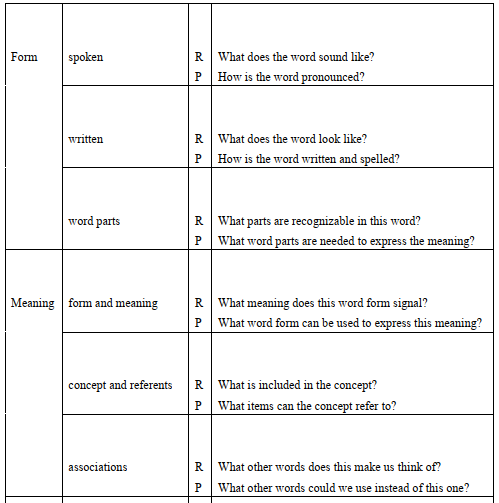 Form spoken R What does the word sound like?
P How is the word pronounced?
written R What does the word look like?
P How is the word written and spelled?
word parts R What parts are recognizable in this word?
P What word parts are needed to express the meaning?
Meaning form and meaning R What meaning does this word form signal?
P What word form can be used to express this meaning?
concept and referents R What is included in the concept?
P What items can the concept refer to?
associations R What other words does this make us think of?
P What other words could we use instead of this one?